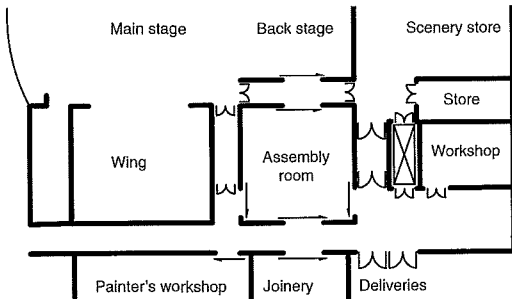 Main stage
Back stage
Scenery store
Store
Wing
Assembly
room
Workshop
Painter's workshop
Joinery
Deliveries